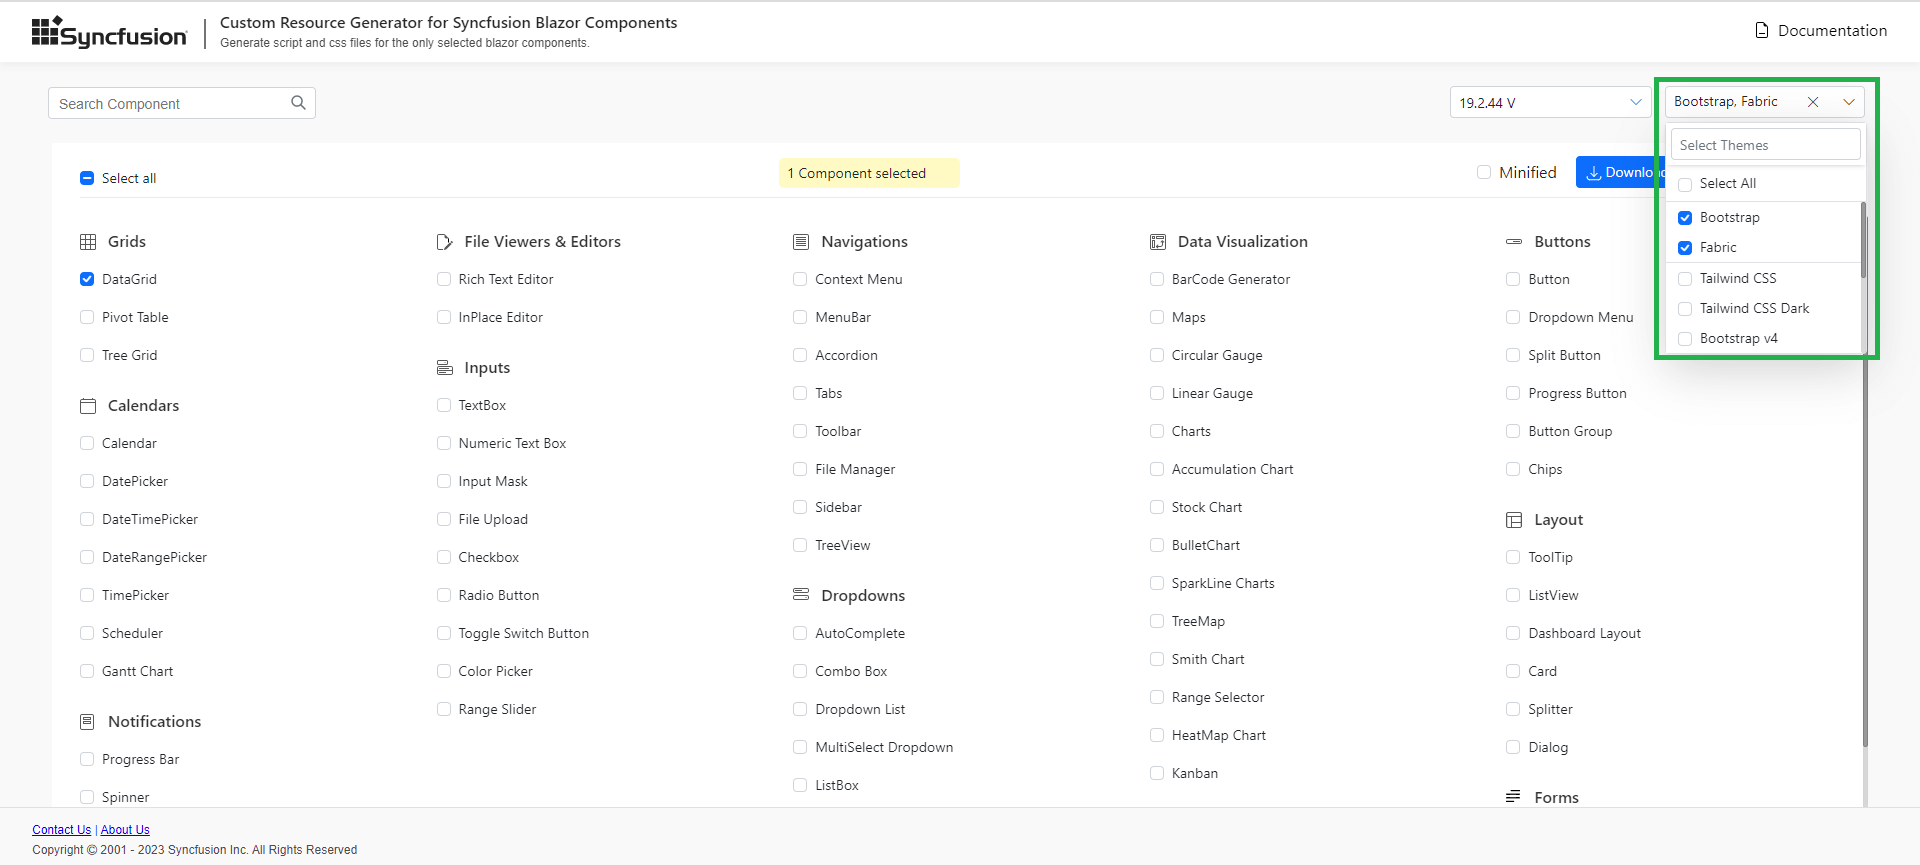 Syncfusion
Custom Resource Generator for Syncfusion Blazor Components
Generate script and css files for the only selected blazor components.
Documentation
Search Component
19.2.44 V
Bootstrap, Fabric
Select Themes
Select All
Bootstrap
Fabric
Tailwind CSS
Tailwind CSS Dark
Bootstrap v4
Select all
1 Component selected
Minified
Downloa
Grids
DataGrid
Pivot Table
Tree Grid
Calendars
Calendar
DatePicker
DateTimePicker
DateRangePicker
TimePicker
Scheduler
Gantt Chart
Notifications
Progress Bar
Spinner
File Viewers & Editors
Rich Text Editor
InPlace Editor
Inputs
TextBox
Numeric Text Box
Input Mask
File Upload
Checkbox
Radio Button
Toggle Switch Button
Color Picker
Range Slider
Navigations
Context Menu
MenuBar
Accordion
Tabs
Toolbar
File Manager
Sidebar
TreeView
Dropdowns
AutoComplete
Combo Box
Dropdown List
MultiSelect Dropdown
ListBox
Data Visualization
BarCode Generator
Maps
Circular Gauge
Linear Gauge
Charts
Accumulation Chart
Stock Chart
BulletChart
SparkLine Charts
TreeMap
Smith Chart
Range Selector
HeatMap Chart
Kanban
Buttons
Button
Dropdown Menu
Split Button
Progress Button
Button Group
Chips
Layout
ToolTip
ListView
Dashboard Layout
Card
Splitter
Dialog
Forms
Contact Us | About Us
Copyright © 2001 - 2023 Syncfusion Inc. All Rights Reserved